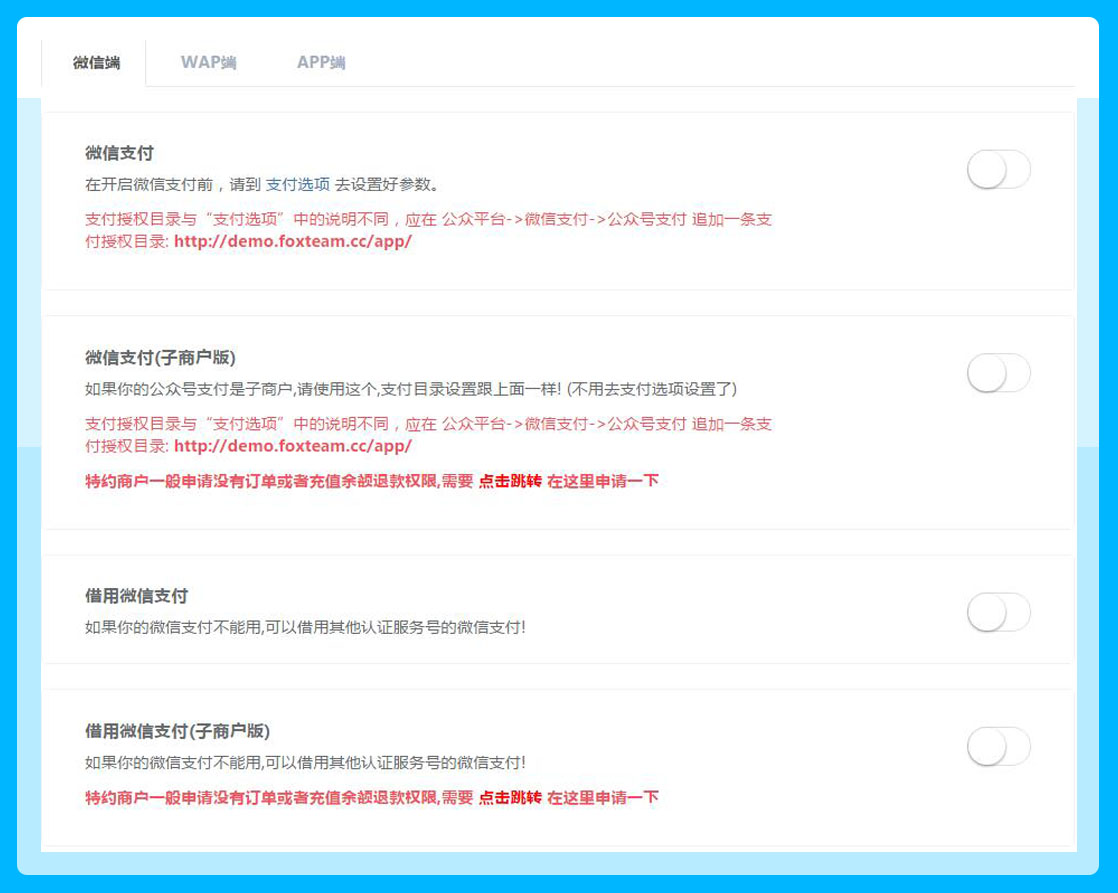 微信端 WAP端 APP端
微信支付
在开启微信支付前，请到 支付选项 去设置好参数。
支付授权目录与“支付选项”中的说明不同，应在 公众平台->微信支付->公众号支付 追加一条支
付授权目录: http://demo.foxteam.cc/app/
微信支付(子商户版)
如果你的公众号支付是子商户,请使用这个,支付目录设置跟上面一样! (不用去支付选项设置了)
支付授权目录与“支付选项”中的说明不同，应在 公众平台->微信支付->公众号支付 追加一条支
付授权目录: http://demo.foxteam.cc/app/
特约商户一般申请没有订单或者充值余额退款权限,需要 点击跳转 在这里申请一下
借用微信支付
如果你的微信支付不能用,可以借用其他认证服务号的微信支付!
借用微信支付(子商户版)
如果你的微信支付不能用,可以借用其他认证服务号的微信支付!
特约商户一般申请没有订单或者充值余额退款权限,需要 点击跳转 在这里申请一下